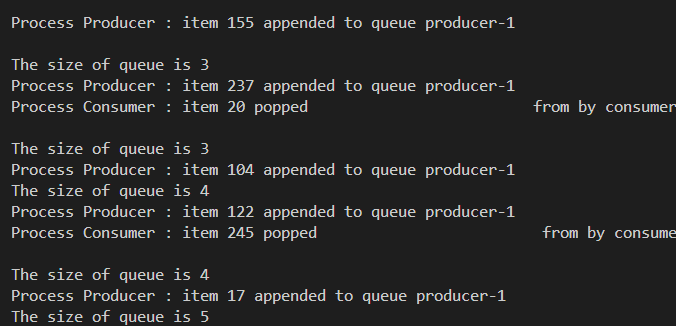 Process Producer : item 155 appended to queue producer-1
The size of queue is 3
Process Producer : item 237 appended to queue producer-1
Process Consumer : item 20 popped from by consumer
The size of queue is 3
Process Producer : item 104 appended to queue producer-1
The size of queue is 4
Process Producer : item 122 appended to queue producer-1
Process Consumer : item 245 popped from by consume
The size of queue is 4
Process Producer : item 17 appended to queue producer-1
The size of queue is 5